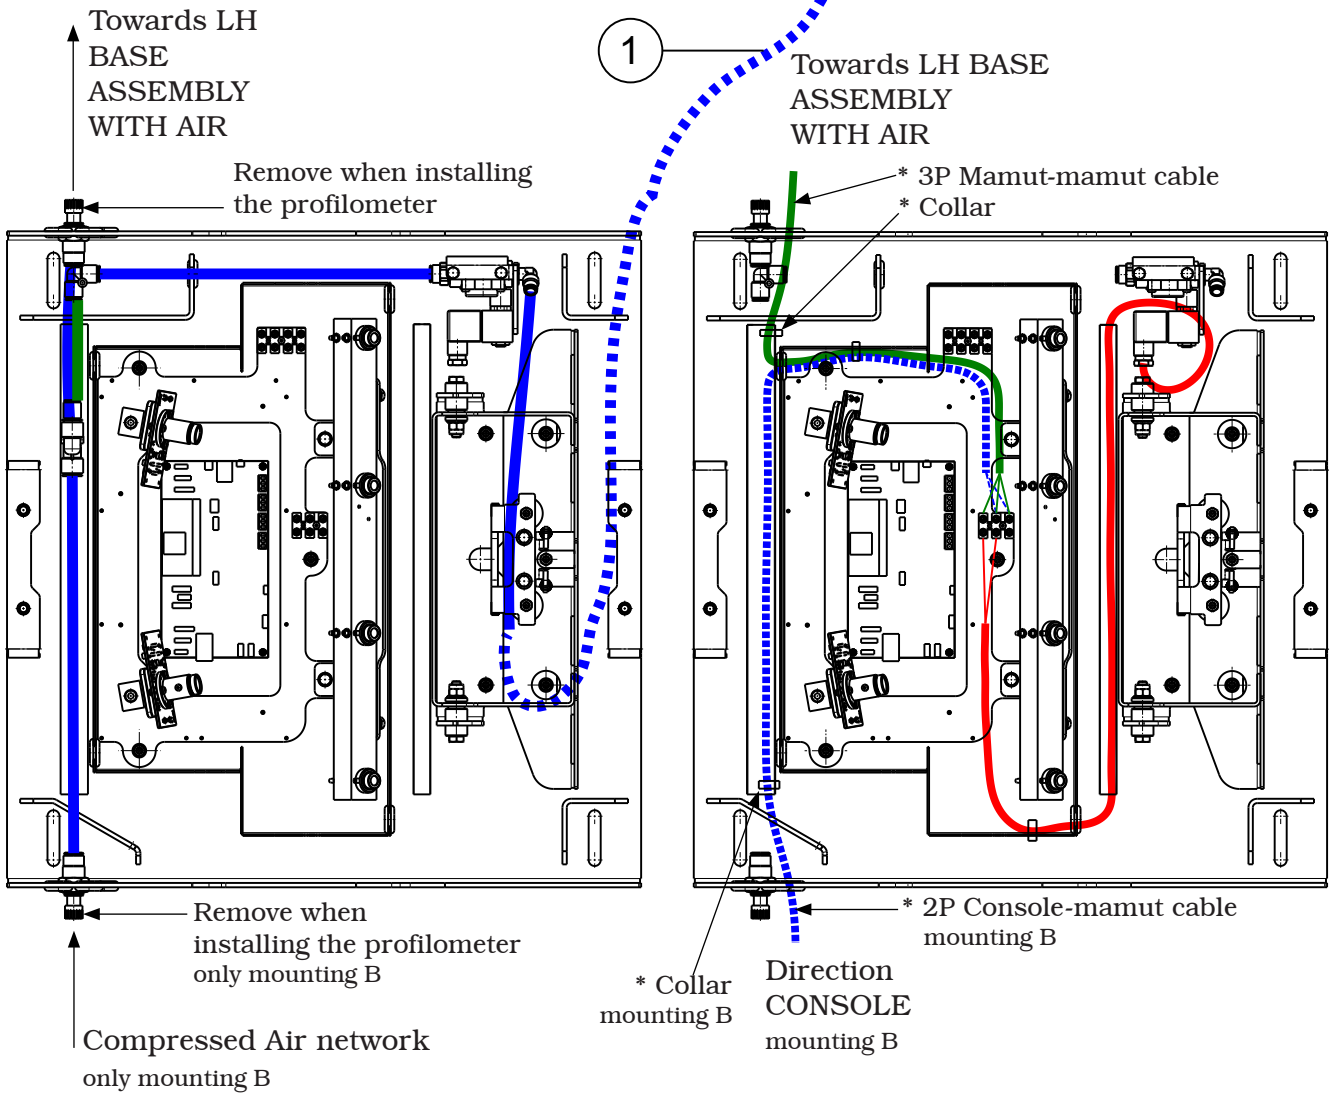 Towards LH
BASE
ASSEMBLY
WITH AIR
1
Towards LH BASE
ASSEMBLY
WITH AIR
Remove when installing
the profilometer
* 3P Mamut-mamut cable
* Collar
Remove when
installing the profilometer
only mounting B
* 2P Console-mamut cable
mounting B
* Collar
mounting B
Direction
CONSOLE
mounting B
Compressed Air network
only mounting B